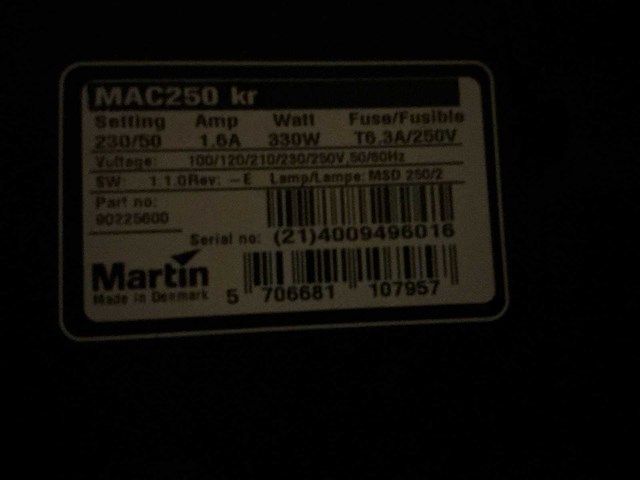 MAC250 kr
Setting Amp Watt Fuse/Fusible
230/50 1.6A 330W T6.3A/250V
Voltage: 100/120/210/230/250V,50/60Hz
SW: 1.1.0 Rev: -E Lamp/Lampe: MSD 250/2
Part no:
90225600
Serial no: (21)4009496016
Martin
Made in Denmark
5 706681 107957